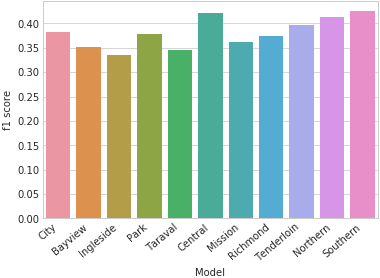 0.40
0.35
0.30
0.25
0.20
0.15
0.10
0.05
0.00
f1 score
City
Bayview
Ingleside
Park
Taraval
Central
Mission
Richmond
Tenderloin
Northern
Southern
Model